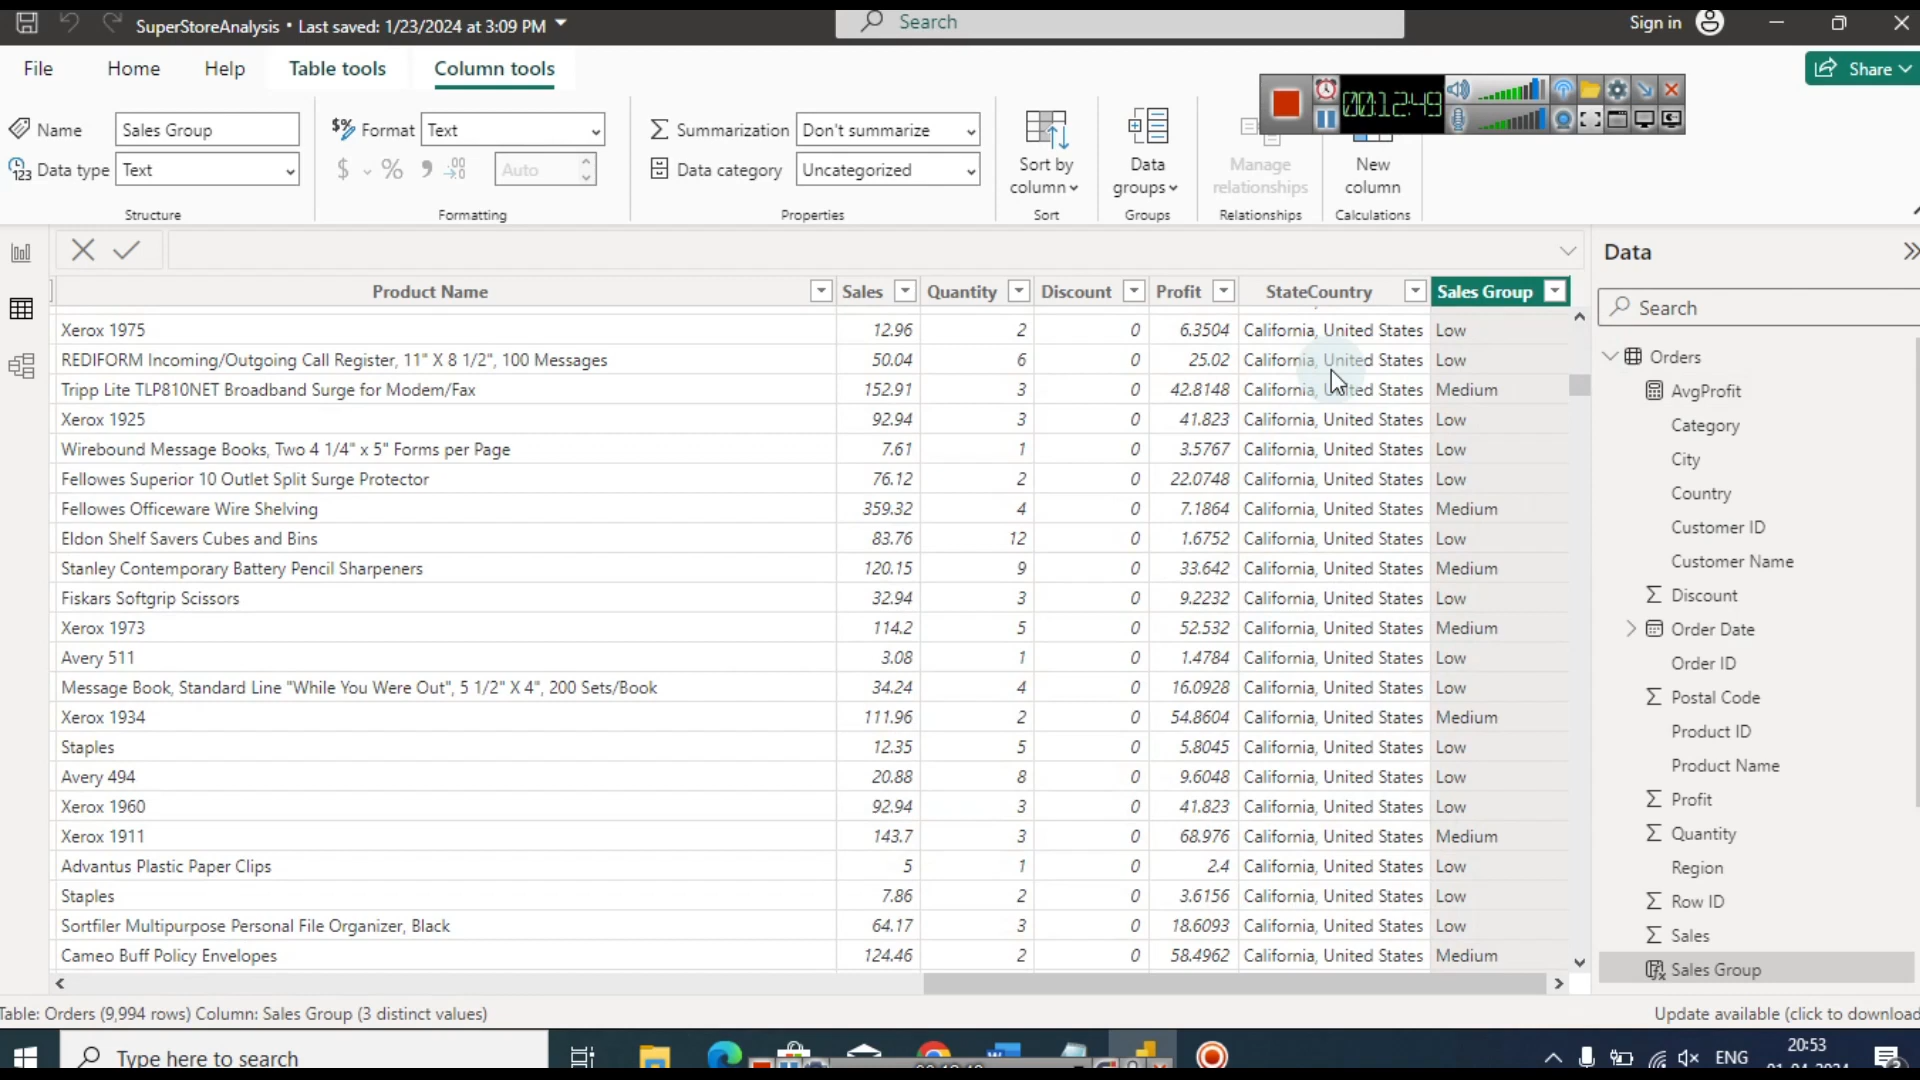 SuperStoreAnalysis • Last saved: 1/23/2024 at 3:09 PM
Search
Sign in
File
Home
Help
Table tools
Column tools
Share
00:12:49
Name
Sales Group
Format
Text
Summarization
Don't summarize
Data type
Text
$
%
Auto
Data category
Uncategorized
Sort by
column
Data
groups
Manage
relationships
New
column
Structure
Formatting
Properties
Sort
Groups
Relationships
Calculations
Product Name Sales Quantity Discount Profit StateCountry Sales Group
Xerox 1975 12.96 2 0 6.3504 California, United States Low
REDIFORM Incoming/Outgoing Call Register, 11" X 8 1/2", 100 Messages 50.04 6 0 25.02 California, United States Low
Tripp Lite TLP810NET Broadband Surge for Modem/Fax 152.91 3 0 42.8148 California, United States Medium
Xerox 1925 92.94 3 0 41.823 California, United States Low
Wirebound Message Books, Two 4 1/4" x 5" Forms per Page 7.61 1 0 3.5767 California, United States Low
Fellowes Superior 10 Outlet Split Surge Protector 76.12 2 0 22.0748 California, United States Low
Fellowes Officeware Wire Shelving 359.32 4 0 7.1864 California, United States Medium
Eldon Shelf Savers Cubes and Bins 83.76 12 0 1.6752 California, United States Low
Stanley Contemporary Battery Pencil Sharpeners 120.15 9 0 33.642 California, United States Medium
Fiskars Softgrip Scissors 32.94 3 0 9.2232 California, United States Low
Xerox 1973 114.2 5 0 52.532 California, United States Medium
Avery 511 3.08 1 0 1.4784 California, United States Low
Message Book, Standard Line "While You Were Out", 5 1/2" X 4", 200 Sets/Book 34.24 4 0 16.0928 California, United States Low
Xerox 1934 111.96 2 0 54.8604 California, United States Medium
Staples 12.35 5 0 5.8045 California, United States Low
Avery 494 20.88 8 0 9.6048 California, United States Low
Xerox 1960 92.94 3 0 41.823 California, United States Low
Xerox 1911 143.7 3 0 68.976 California, United States Medium
Advantus Plastic Paper Clips 5 1 0 2.4 California, United States Low
Staples 7.86 2 0 3.6156 California, United States Low
Sortfiler Multipurpose Personal File Organizer, Black 64.17 3 0 18.6093 California, United States Low
Cameo Buff Policy Envelopes 124.46 2 0 58.4962 California, United States Medium
Data
Search
Orders
AvgProfit
Category
City
Country
Customer ID
Customer Name
Discount
Order Date
Order ID
Postal Code
Product ID
Product Name
Profit
Quantity
Region
Row ID
Sales
Sales Group
Table: Orders (9,994 rows) Column: Sales Group (3 distinct values)
Update available (click to download
Type here to search
ENG
20:53